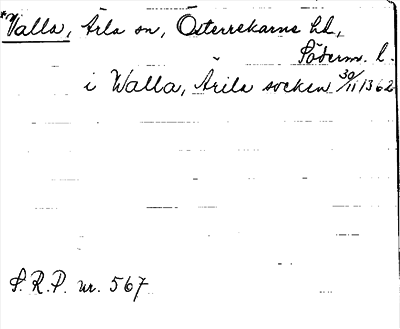 *Valla, Ärla sn, Österrekarne hd,
Söderm. l.
i Walla, Ärila socken 30/11 1362
S.R.P. nr. 567